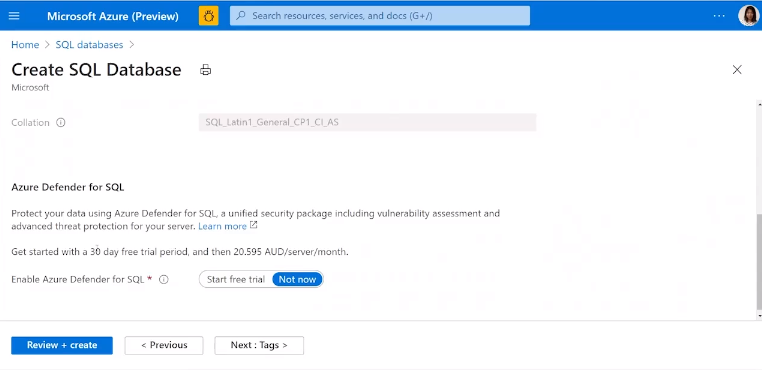 Microsoft Azure (Preview)
Search resources, services, and docs (G+/)
Home > SQL databases >
Create SQL Database
Microsoft
Collation
SQL_Latin1_General_CP1_CI_AS
Azure Defender for SQL
Protect your data using Azure Defender for SQL, a unified security package including vulnerability assessment and
advanced threat protection for your server. Learn more
Get started with a 30 day free trial period, and then 20.595 AUD/server/month.
Enable Azure Defender for SQL *
Start free trial
Not now
Review + create
< Previous
Next : Tags >